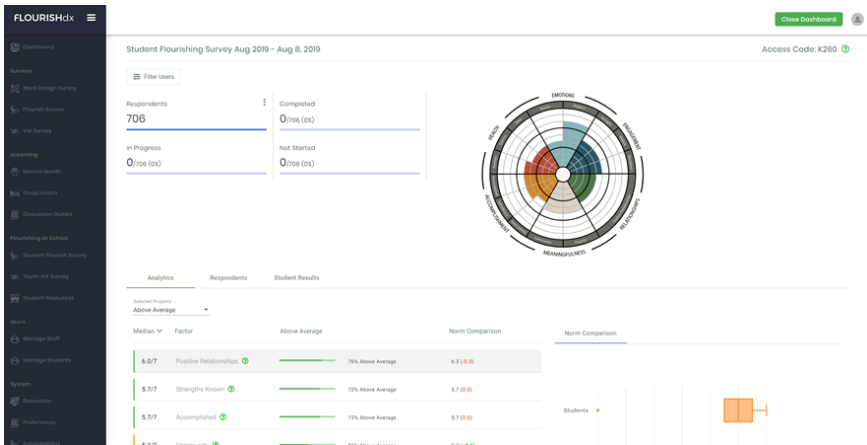 FLOURISHdx
Close Dashboard
Dashboard
Surveys
Work Design Survey
Flourish Survey
VIA Survey
eLearning
Mental Health
Sleep Health
Discussion Guides
Flourishing at School
Student Flourish Survey
Youth VIA Survey
Student Resources
Users
Manage Staff
Manage Students
System
Resources
Preferences
Student Flourishing Survey Aug 2019 - Aug 8, 2019
Access Code: K260
Filter Users
Respondents
706
Completed
0/706 (0%)
In Progress
0/706 (0%)
Not Started
0/706 (0%)
EMOTIONS
ENGAGEMENT
RELATIONSHIPS
MEANINGFULNESS
ACCOMPLISHMENT
HEALTH
Analytics Respondents Student Results
Selected Property
Above Average
Median Factor Above Average Norm Comparison
6.0/7 Positive Relationships 76% Above Average 6.3 (-0.3)
5.7/7 Strengths Known 72% Above Average 5.7 (0.0)
5.7/7 Accomplished 73% Above Average 5.7 (0.0)
Norm Comparison
Students